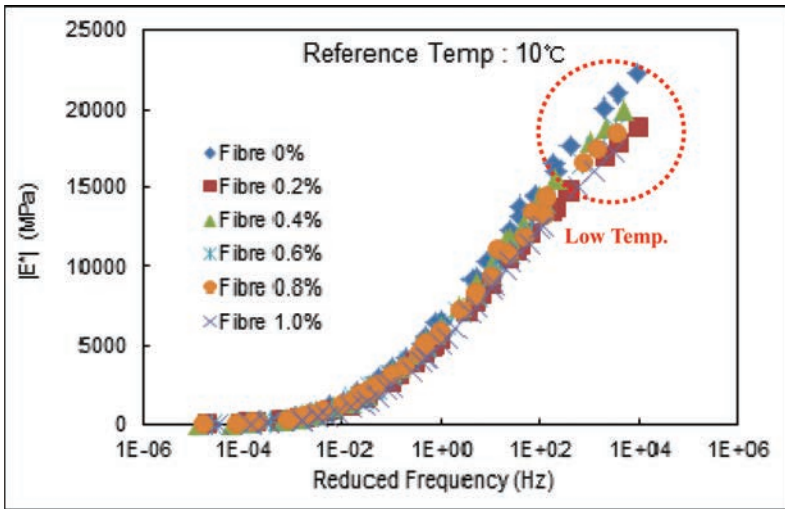 Reference Temp : 10℃
25000
20000
15000
10000
5000
0
|E*| (MPa)
Fibre 0%
Fibre 0.2%
Fibre 0.4%
Fibre 0.6%
Fibre 0.8%
Fibre 1.0%
Low Temp.
1E-06 1E-04 1E-02 1E+00 1E+02 1E+04 1E+06
Reduced Frequency (Hz)